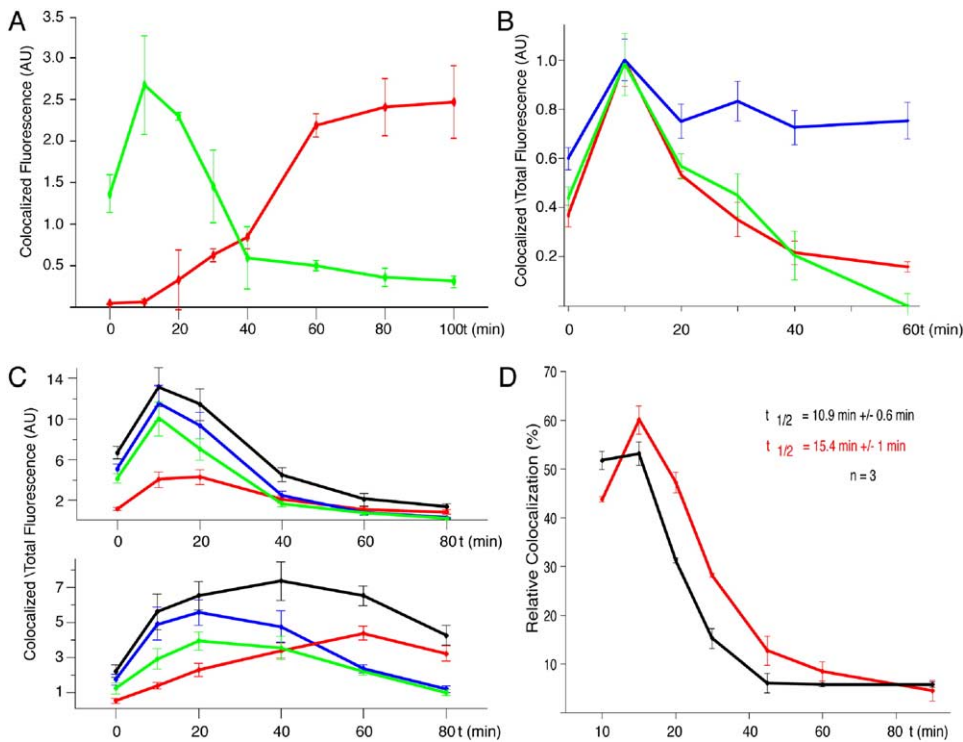 A
Colocalized Fluorescence (AU)
3.5
3.0
2.5
2.0
1.5
1.0
0.5
0 20 40 60 80 100t (min)
B
Colocalized \Total Fluorescence (AU)
1.0
0.8
0.6
0.4
0.2
0 20 40 60t (min)
C
Colocalized \Total Fluorescence (AU)
14
10
6
2
0 20 40 60 80t (min)
7
5
3
1
0 20 40 60 80t (min)
D
Relative Colocalization (%)
70
60
50
40
30
20
10
0
10 20 40 60 80 t (min)
t 1/2 = 10.9 min +/- 0.6 min
t 1/2 = 15.4 min +/- 1 min
n = 3